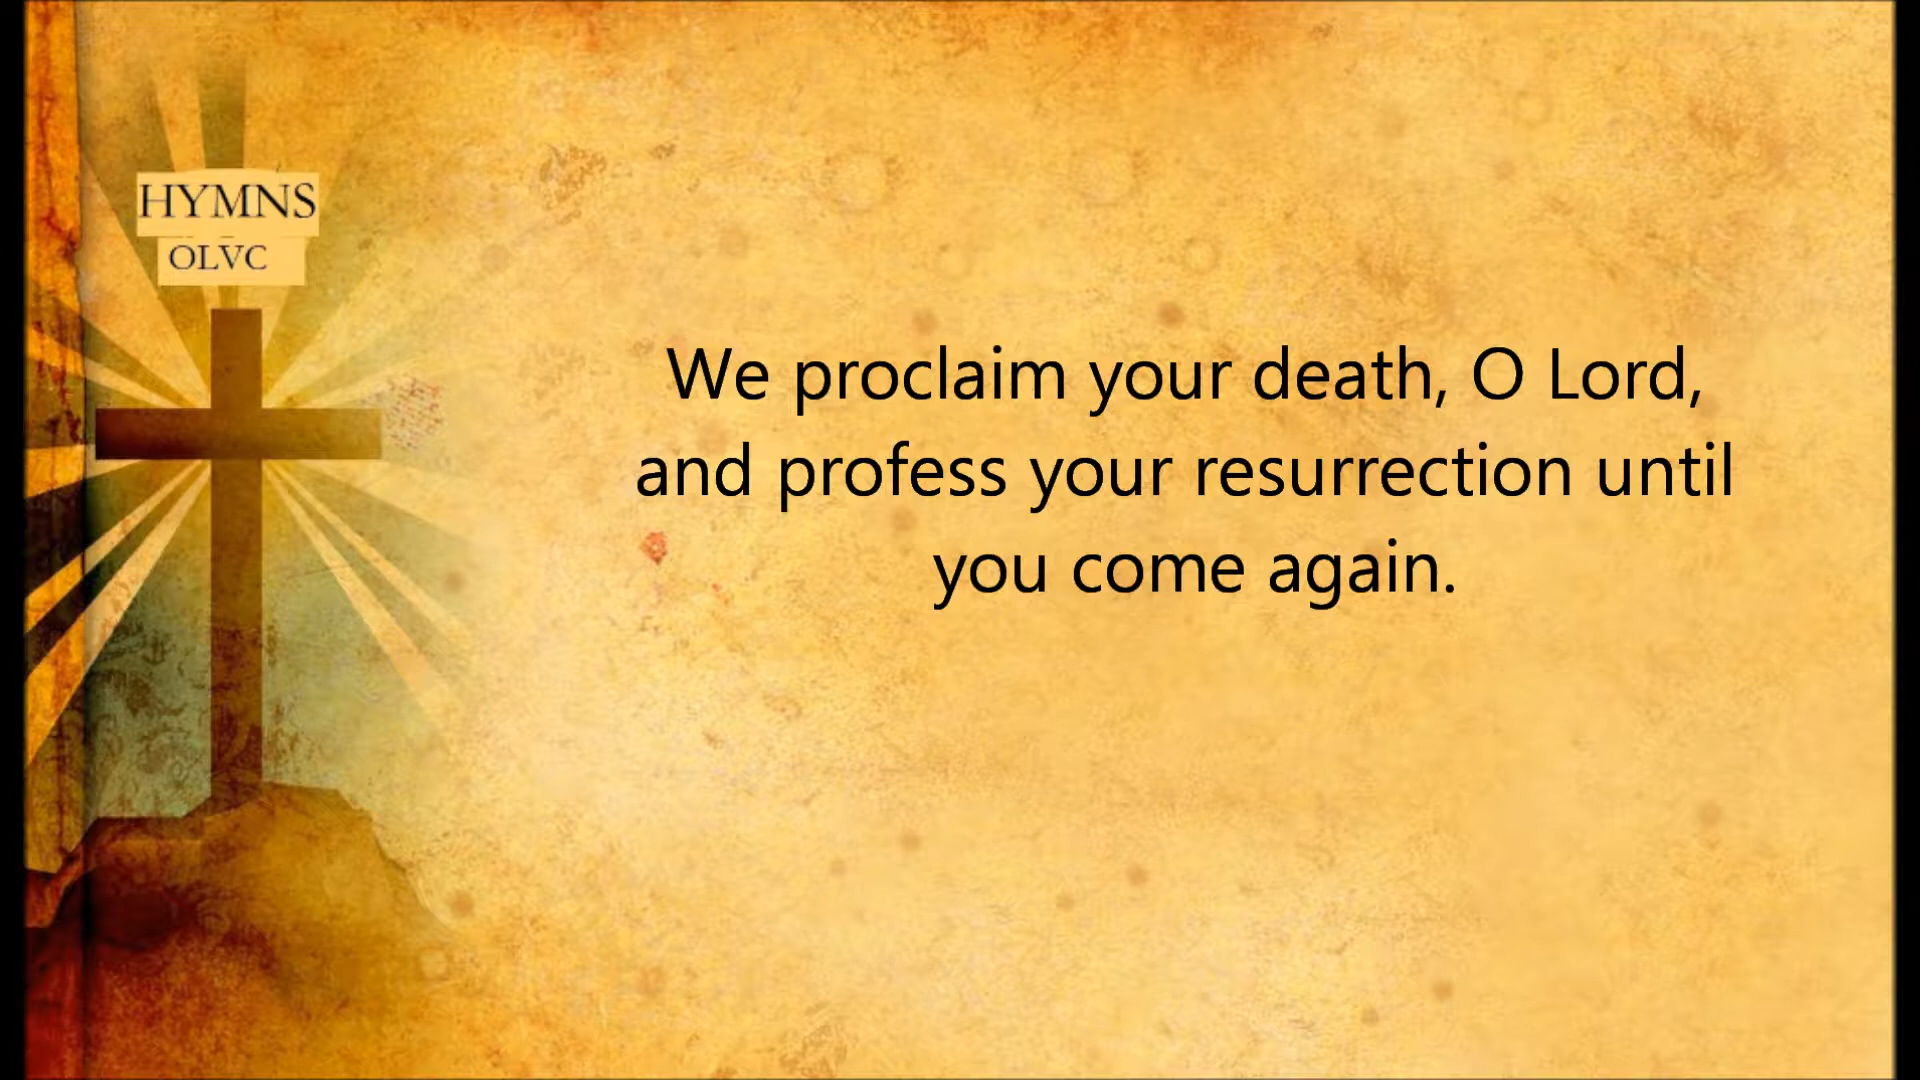 HYMNS
OLVC
We proclaim your death, O Lord,
and profess your resurrection until
you come again.